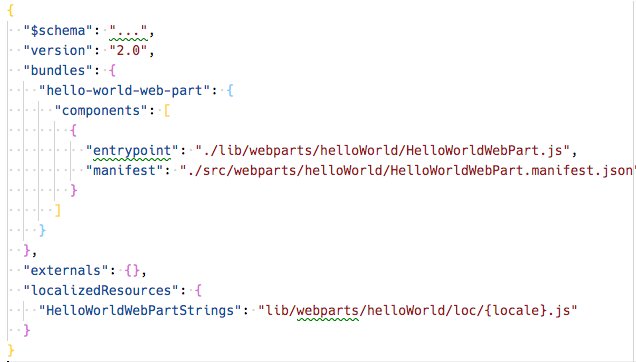 {
  "$schema": "...",
  "version": "2.0",
  "bundles": {
    "hello-world-web-part": {
      "components": [
        {
          "entrypoint": "./lib/webparts/helloWorld/HelloWorldWebPart.js",
          "manifest": "./src/webparts/helloWorld/HelloWorldWebPart.manifest.json"
        }
      ]
    }
  },
  "externals": {},
  "localizedResources": {
    "HelloWorldWebPartStrings": "lib/webparts/helloWorld/loc/{locale}.js"
  }
}